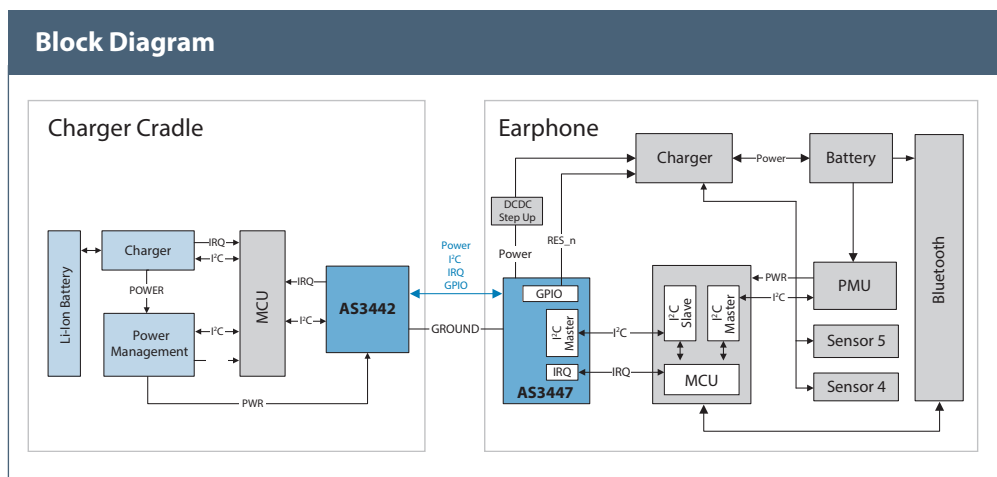 Block Diagram
Charger Cradle
Li-Ion Battery
Charger
IRQ
I²C
POWER
Power
Management
I²C
PWR
MCU
IRQ
I²C
AS3442
Power
I²C
IRQ
GPIO
GROUND
Earphone
DCDC
Step Up
Power
RES_n
Charger
Power
Battery
Bluetooth
GPIO
I²C
Master
IRQ
AS3447
I²C
IRQ
I²C
Slave
I²C
Master
MCU
PWR
I²C
PMU
Sensor 5
Sensor 4